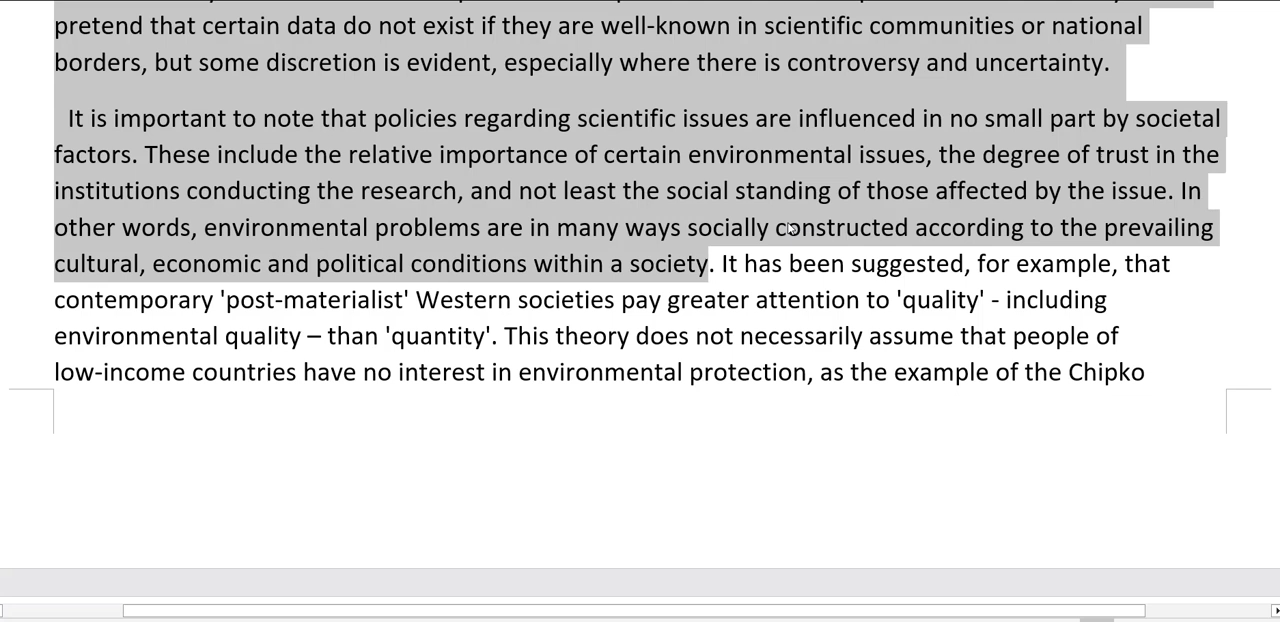 pretend that certain data do not exist if they are well-known in scientific communities or national
borders, but some discretion is evident, especially where there is controversy and uncertainty.
It is important to note that policies regarding scientific issues are influenced in no small part by societal
factors. These include the relative importance of certain environmental issues, the degree of trust in the
institutions conducting the research, and not least the social standing of those affected by the issue. In
other words, environmental problems are in many ways socially constructed according to the prevailing
cultural, economic and political conditions within a society. It has been suggested, for example, that
contemporary 'post-materialist' Western societies pay greater attention to 'quality' - including
environmental quality – than 'quantity'. This theory does not necessarily assume that people of
low-income countries have no interest in environmental protection, as the example of the Chipko